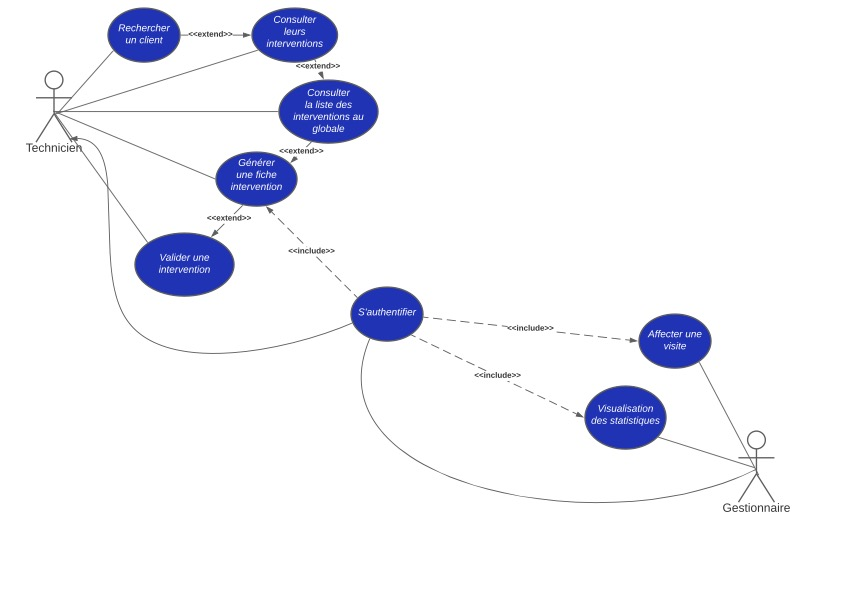 Rechercher
un client
<<extend>>
Consulter
leurs
interventions
<<extend>>
Consulter
la liste des
interventions au
globale
Technicien
<<extend>>
Générer
une fiche
intervention
<<extend>>
Valider une
intervention
<<include>>
S'authentifier
<<include>>
Affecter une
visite
<<include>>
Visualisation
des statistiques
Gestionnaire